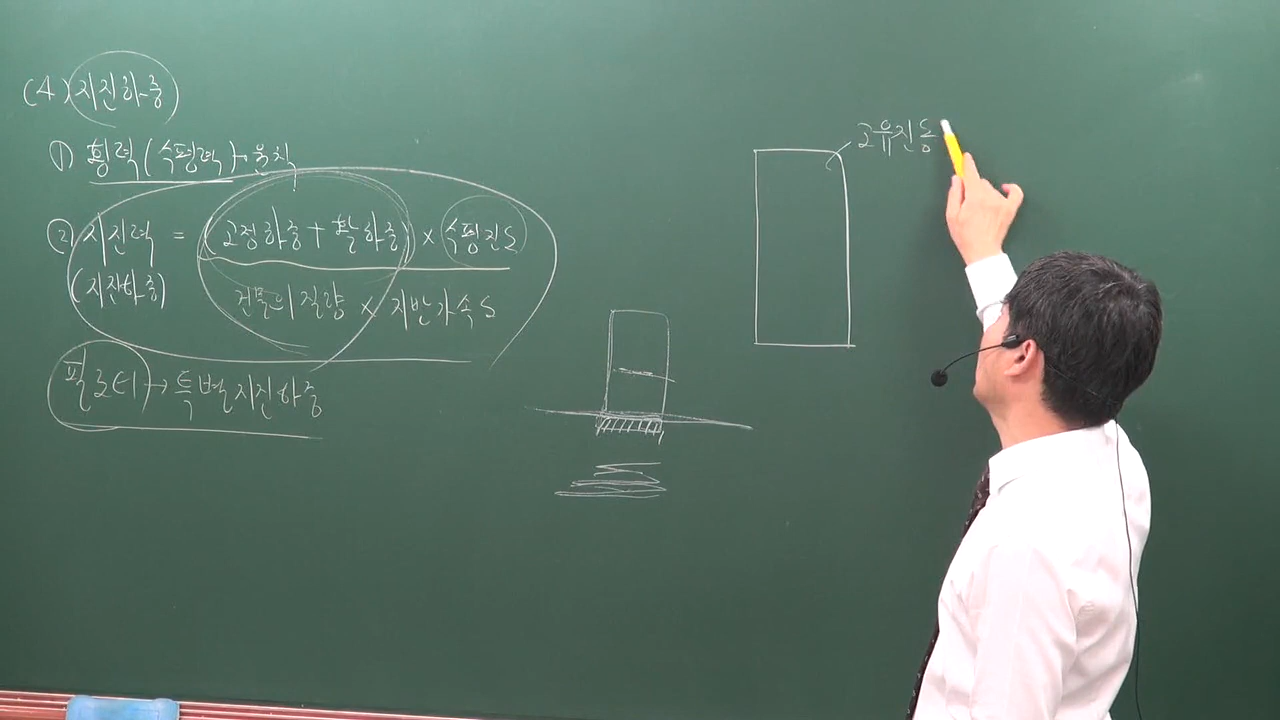 (4) 지진하중
① 횡력(수평력)→원칙
② 지진력 = (고정하중+활하중) × 수평진도
(지진하중) 건물의 질량 × 지반가속도
필로티 → 특별지진하중
고유진동